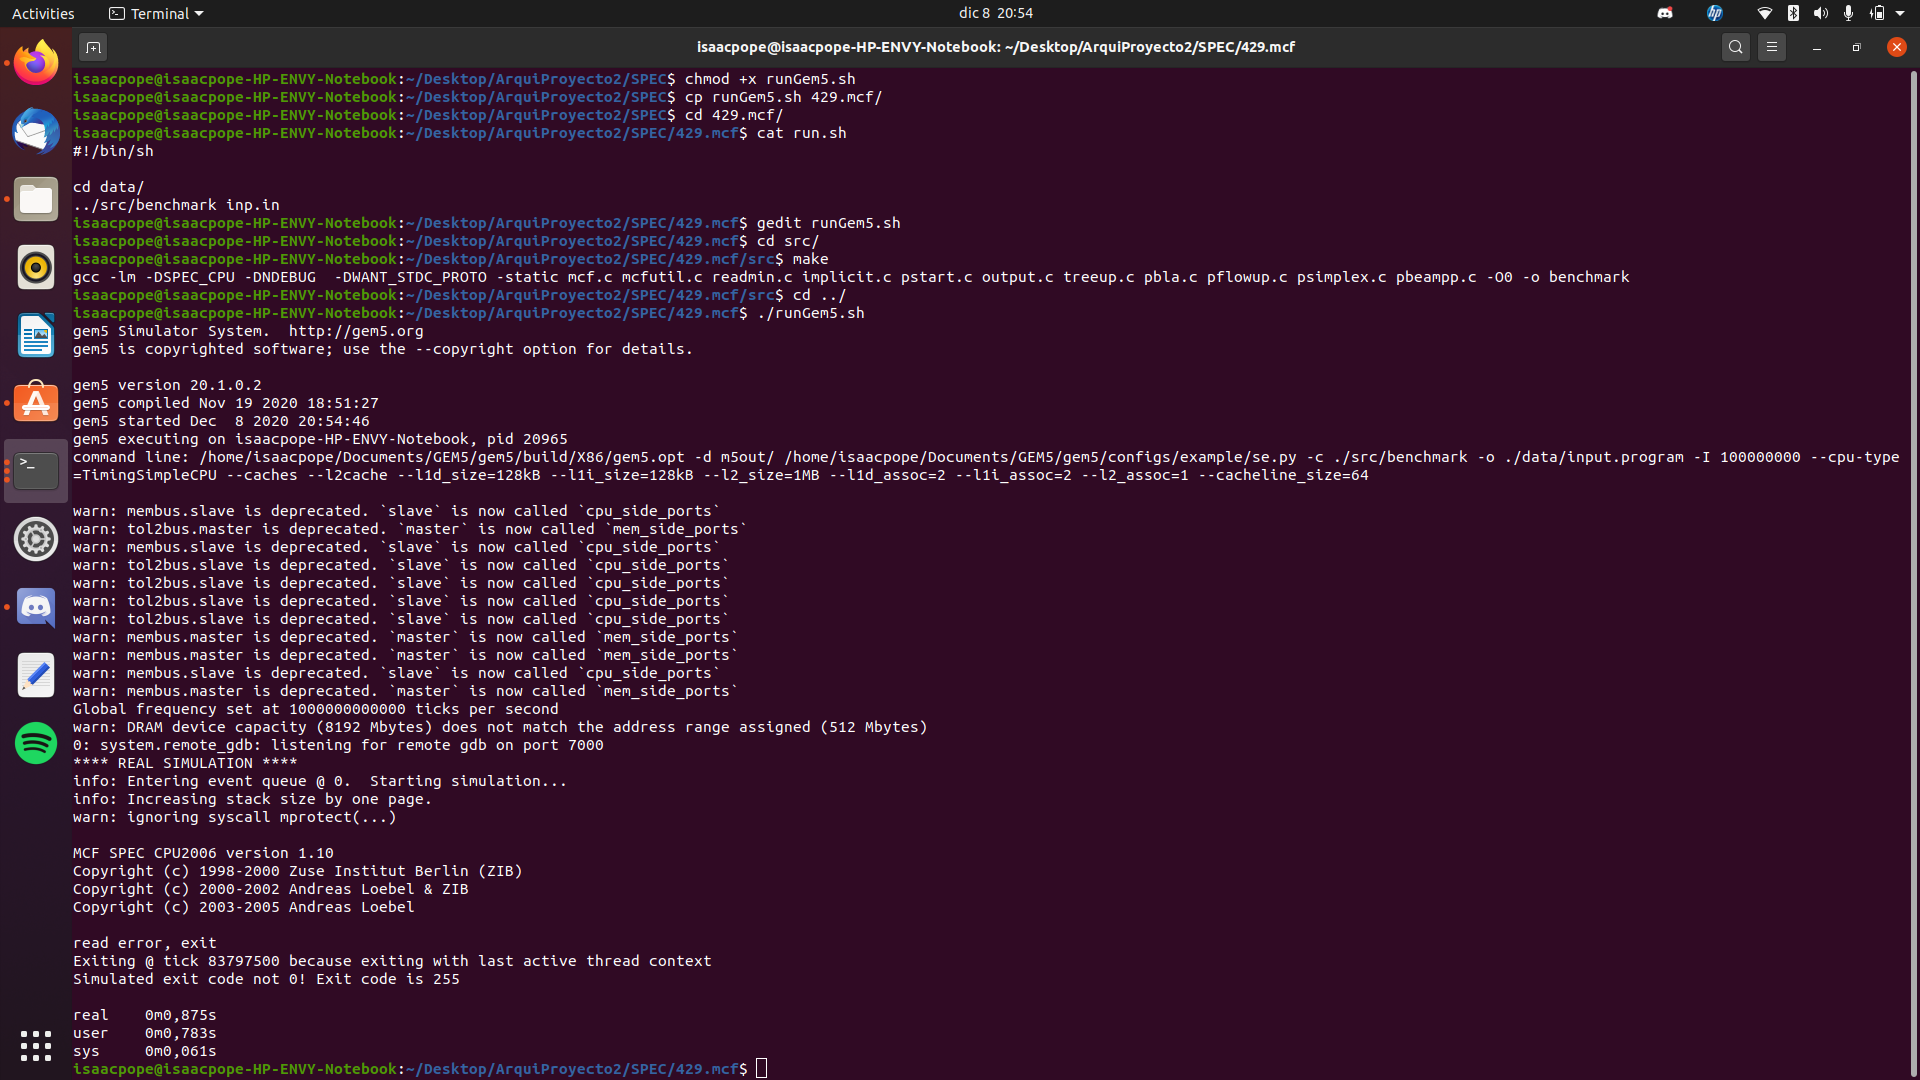 Activities
Terminal
dic 8 20:54
isaacpope@isaacpope-HP-ENVY-Notebook: ~/Desktop/ArquiProyecto2/SPEC/429.mcf
isaacpope@isaacpope-HP-ENVY-Notebook:~/Desktop/ArquiProyecto2/SPEC$ chmod +x runGem5.sh
isaacpope@isaacpope-HP-ENVY-Notebook:~/Desktop/ArquiProyecto2/SPEC$ cp runGem5.sh 429.mcf/
isaacpope@isaacpope-HP-ENVY-Notebook:~/Desktop/ArquiProyecto2/SPEC$ cd 429.mcf/
isaacpope@isaacpope-HP-ENVY-Notebook:~/Desktop/ArquiProyecto2/SPEC/429.mcf$ cat run.sh
#!/bin/sh
cd data/
../src/benchmark inp.in
isaacpope@isaacpope-HP-ENVY-Notebook:~/Desktop/ArquiProyecto2/SPEC/429.mcf$ gedit runGem5.sh
isaacpope@isaacpope-HP-ENVY-Notebook:~/Desktop/ArquiProyecto2/SPEC/429.mcf$ cd src/
isaacpope@isaacpope-HP-ENVY-Notebook:~/Desktop/ArquiProyecto2/SPEC/429.mcf/src$ make
gcc -lm -DSPEC_CPU -DNDEBUG  -DWANT_STDC_PROTO -static mcf.c mcfutil.c readmin.c implicit.c pstart.c output.c treeup.c pbla.c pflowup.c psimplex.c pbeampp.c -O0 -o benchmark
isaacpope@isaacpope-HP-ENVY-Notebook:~/Desktop/ArquiProyecto2/SPEC/429.mcf/src$ cd ../
isaacpope@isaacpope-HP-ENVY-Notebook:~/Desktop/ArquiProyecto2/SPEC/429.mcf$ ./runGem5.sh
gem5 Simulator System.  http://gem5.org
gem5 is copyrighted software; use the --copyright option for details.
gem5 version 20.1.0.2
gem5 compiled Nov 19 2020 18:51:27
gem5 started Dec  8 2020 20:54:46
gem5 executing on isaacpope-HP-ENVY-Notebook, pid 20965
command line: /home/isaacpope/Documents/GEM5/gem5/build/X86/gem5.opt -d m5out/ /home/isaacpope/Documents/GEM5/gem5/configs/example/se.py -c ./src/benchmark -o ./data/input.program -I 100000000 --cpu-type
=TimingSimpleCPU --caches --l2cache --l1d_size=128kB --l1i_size=128kB --l2_size=1MB --l1d_assoc=2 --l1i_assoc=2 --l2_assoc=1 --cacheline_size=64
warn: membus.slave is deprecated. `slave` is now called `cpu_side_ports`
warn: tol2bus.master is deprecated. `master` is now called `mem_side_ports`
warn: membus.slave is deprecated. `slave` is now called `cpu_side_ports`
warn: tol2bus.slave is deprecated. `slave` is now called `cpu_side_ports`
warn: tol2bus.slave is deprecated. `slave` is now called `cpu_side_ports`
warn: tol2bus.slave is deprecated. `slave` is now called `cpu_side_ports`
warn: tol2bus.slave is deprecated. `slave` is now called `cpu_side_ports`
warn: membus.master is deprecated. `master` is now called `mem_side_ports`
warn: membus.master is deprecated. `master` is now called `mem_side_ports`
warn: membus.slave is deprecated. `slave` is now called `cpu_side_ports`
warn: membus.master is deprecated. `master` is now called `mem_side_ports`
Global frequency set at 1000000000000 ticks per second
warn: DRAM device capacity (8192 Mbytes) does not match the address range assigned (512 Mbytes)
0: system.remote_gdb: listening for remote gdb on port 7000
**** REAL SIMULATION ****
info: Entering event queue @ 0.  Starting simulation...
info: Increasing stack size by one page.
warn: ignoring syscall mprotect(...)
MCF SPEC CPU2006 version 1.10
Copyright (c) 1998-2000 Zuse Institut Berlin (ZIB)
Copyright (c) 2000-2002 Andreas Loebel & ZIB
Copyright (c) 2003-2005 Andreas Loebel
read error, exit
Exiting @ tick 83797500 because exiting with last active thread context
Simulated exit code not 0! Exit code is 255
real    0m0,875s
user    0m0,783s
sys     0m0,061s
isaacpope@isaacpope-HP-ENVY-Notebook:~/Desktop/ArquiProyecto2/SPEC/429.mcf$